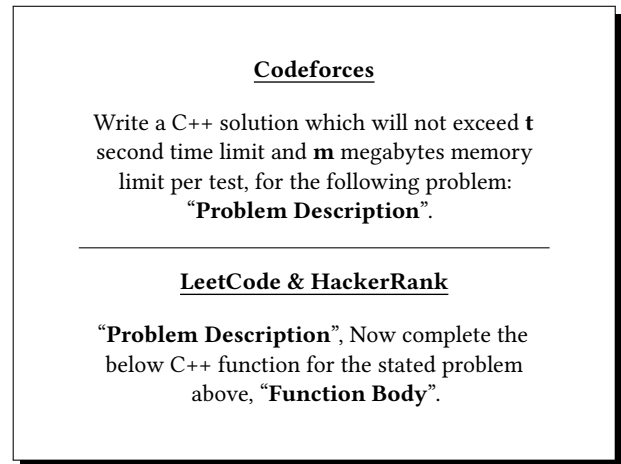 Codeforces
Write a C++ solution which will not exceed t
second time limit and m megabytes memory
limit per test, for the following problem:
“Problem Description”.
LeetCode & HackerRank
“Problem Description”, Now complete the
below C++ function for the stated problem
above, “Function Body”.